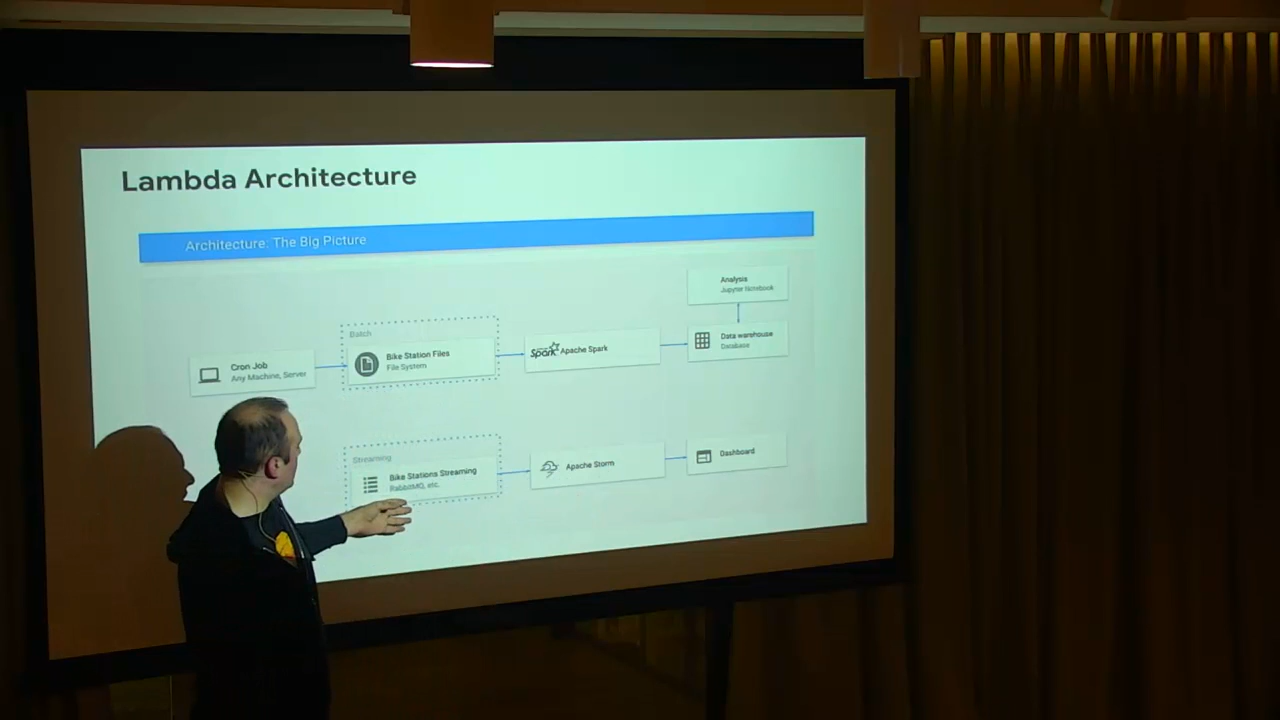 Lambda Architecture
Architecture: The Big Picture
Analysis
Jupyter Notebook
Batch
Bike Station Files
File System
Spark
Apache Spark
Data warehouse
Database
Cron Job
Any Machine, Server
Streaming
Bike Stations Streaming
RabbitMQ, etc.
Apache Storm
Dashboard